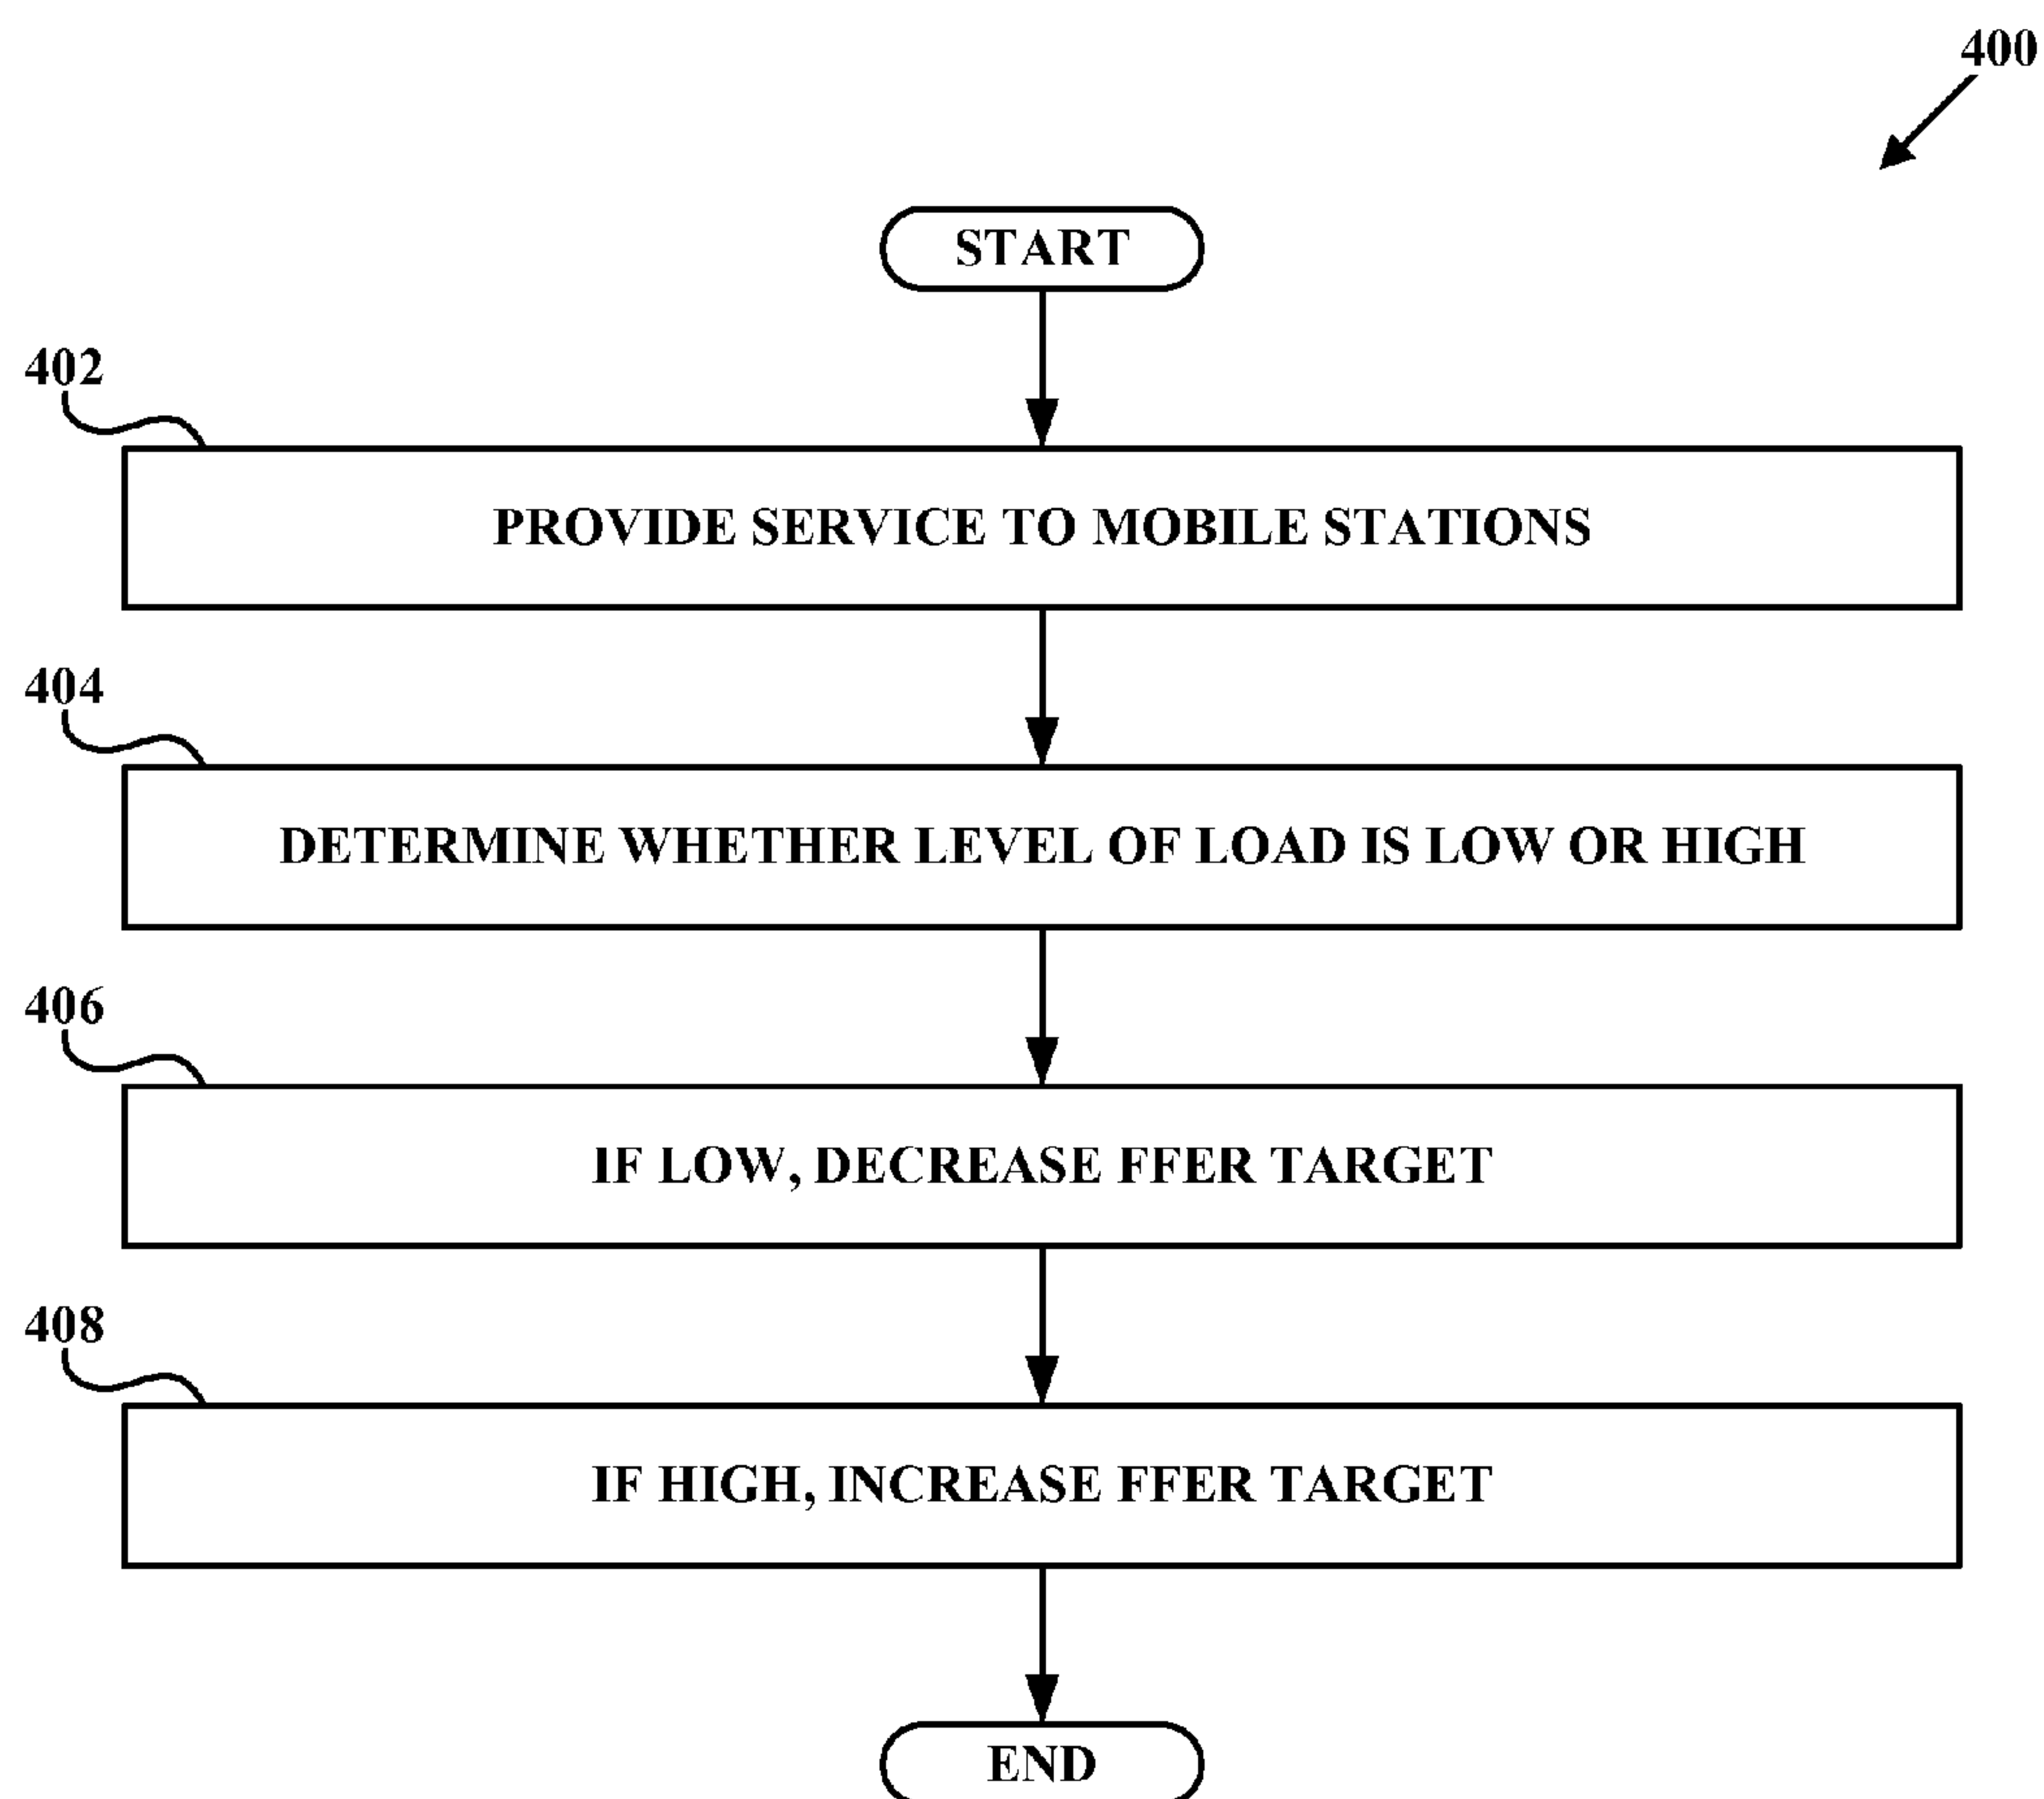 400
START
402
PROVIDE SERVICE TO MOBILE STATIONS
404
DETERMINE WHETHER LEVEL OF LOAD IS LOW OR HIGH
406
IF LOW, DECREASE FFER TARGET
408
IF HIGH, INCREASE FFER TARGET
END